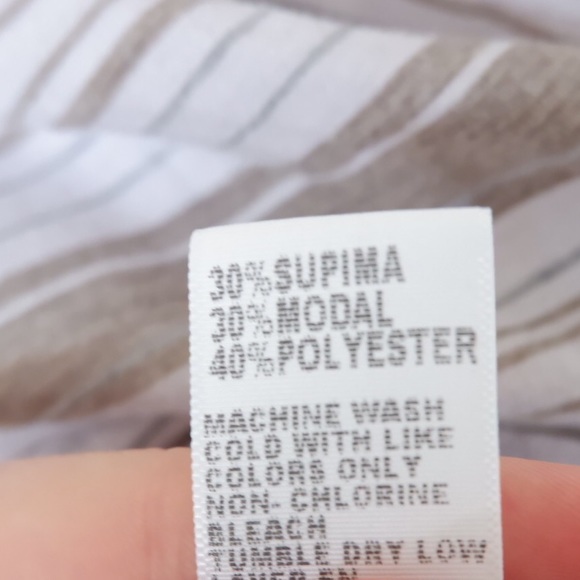 30% SUPIMA
30% MODAL
40% POLYESTER
MACHINE WASH
COLD WITH LIKE
COLORS ONLY
NON- CHLORINE
BLEACH
TUMBLE DRY LOW